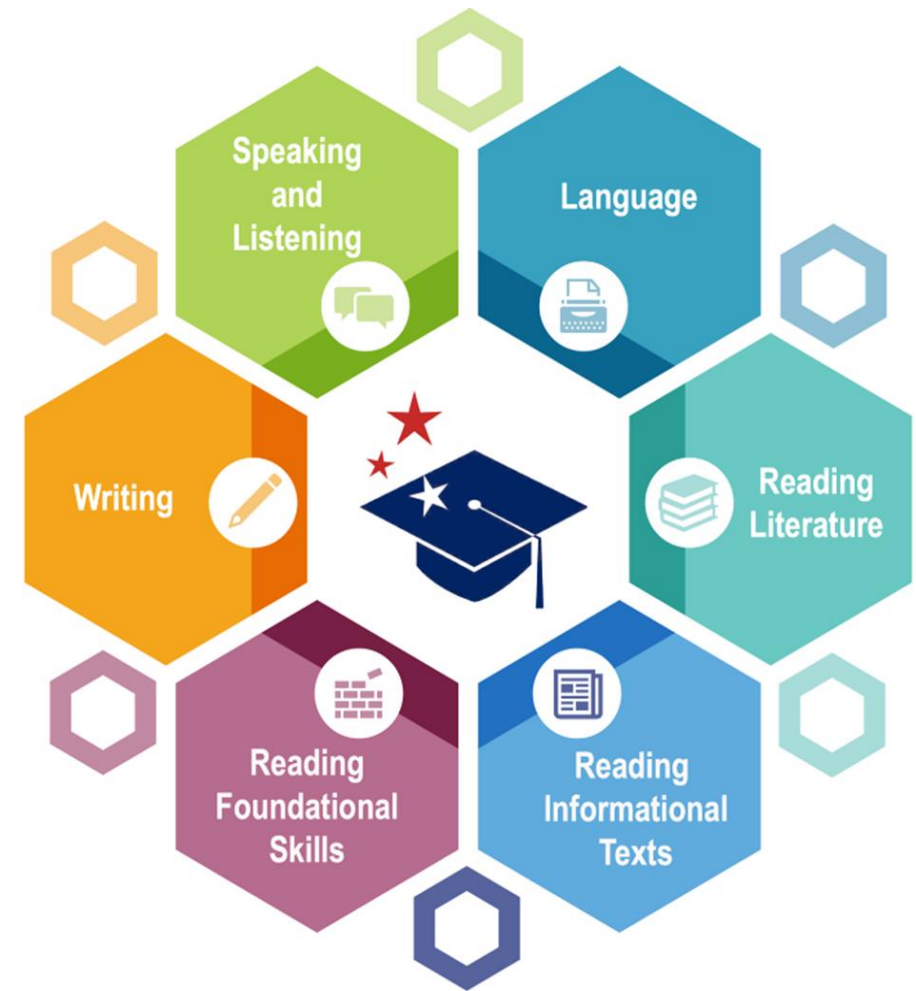 Speaking
and
Listening
Language
Writing
Reading
Literature
Reading
Foundational
Skills
Reading
Informational
Texts